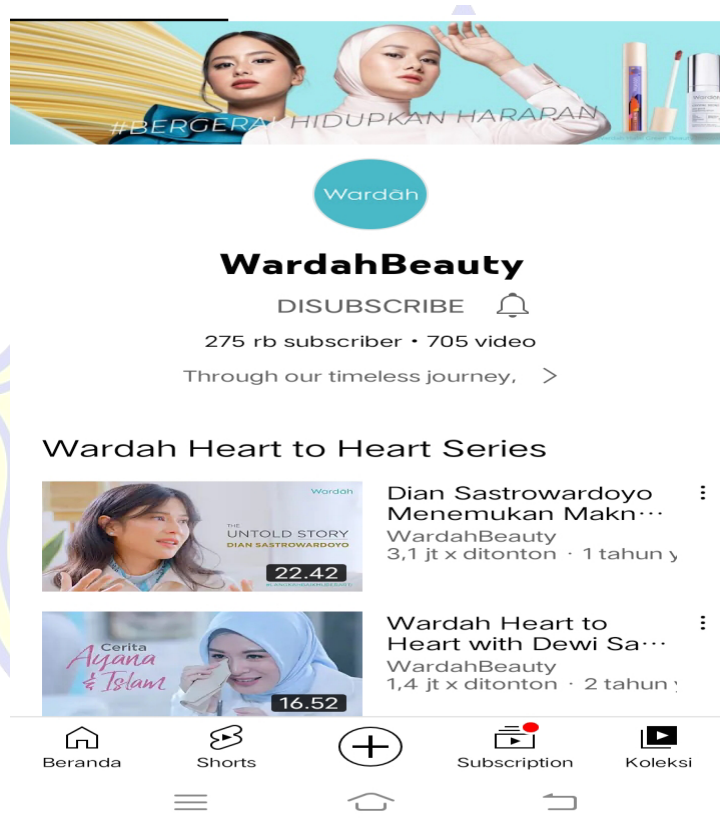 #BERGERAK HIDUPKAN HARAPAN
Wardah
WardahBeauty
DISUBSCRIBE
275 rb subscriber • 705 video
Through our timeless journey,
Wardah Heart to Heart Series
Wardah
THE
UNTOLD STORY
DIAN SASTROWARDOYO
22.42
Dian Sastrowardoyo
Menemukan Makn...
WardahBeauty
3,1 jt x ditonton · 1 tahun y
Cerita
Ayana
& Islam
16.52
Wardah Heart to
Heart with Dewi Sa...
WardahBeauty
1,4 jt x ditonton · 2 tahun
Beranda
Shorts
Subscription
Koleksi